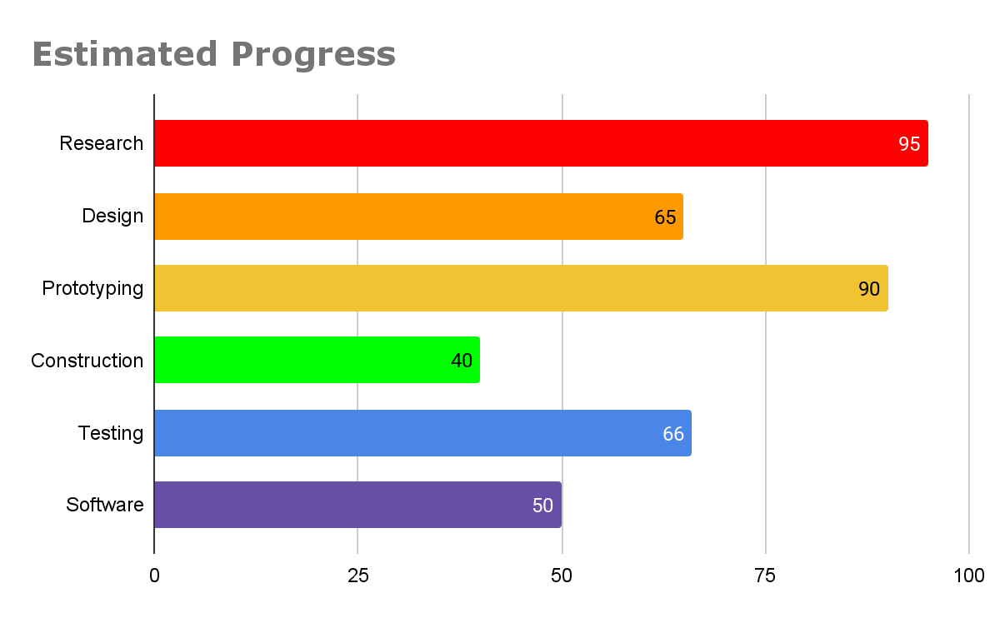 Estimated Progress
Research 95
Design 65
Prototyping 90
Construction 40
Testing 66
Software 50
0 25 50 75 100